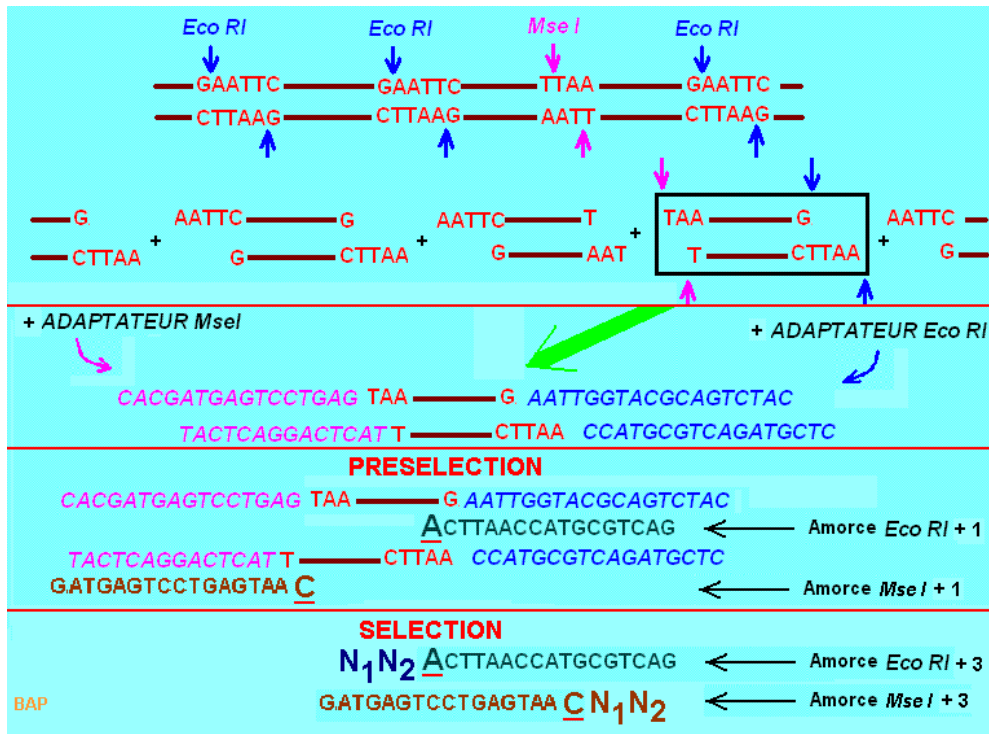 Eco RI Eco RI Mse I Eco RI
GAATTC GAATTC TTAA GAATTC
CTTAAG CTTAAG AATT CTTAAG
G AATTC G AATTC T TAA G AATTC
+ + + +
CTTAA G CTTAA G AAT T CTTAA G
+ ADAPTATEUR MseI + ADAPTATEUR Eco RI
CACGATGAGTCCTGAG TAA G AATTGGTACGCAGTCTAC
TACTCAGGACTCAT T CTTAA CCATGCGTCAGATGCTC
PRESELECTION
CACGATGAGTCCTGAG TAA G AATTGGTACGCAGTCTAC
ACTTAACCATGCGTCAG Amorce Eco RI + 1
TACTCAGGACTCAT T CTTAA CCATGCGTCAGATGCTC
G.ATGAGTCCTGAGTAA C Amorce Mse I + 1
SELECTION
N1N2 ACTTAACCATGCGTCAG Amorce Eco RI + 3
BAP G.ATGAGTCCTGAGTAA C N1N2 Amorce Mse I + 3